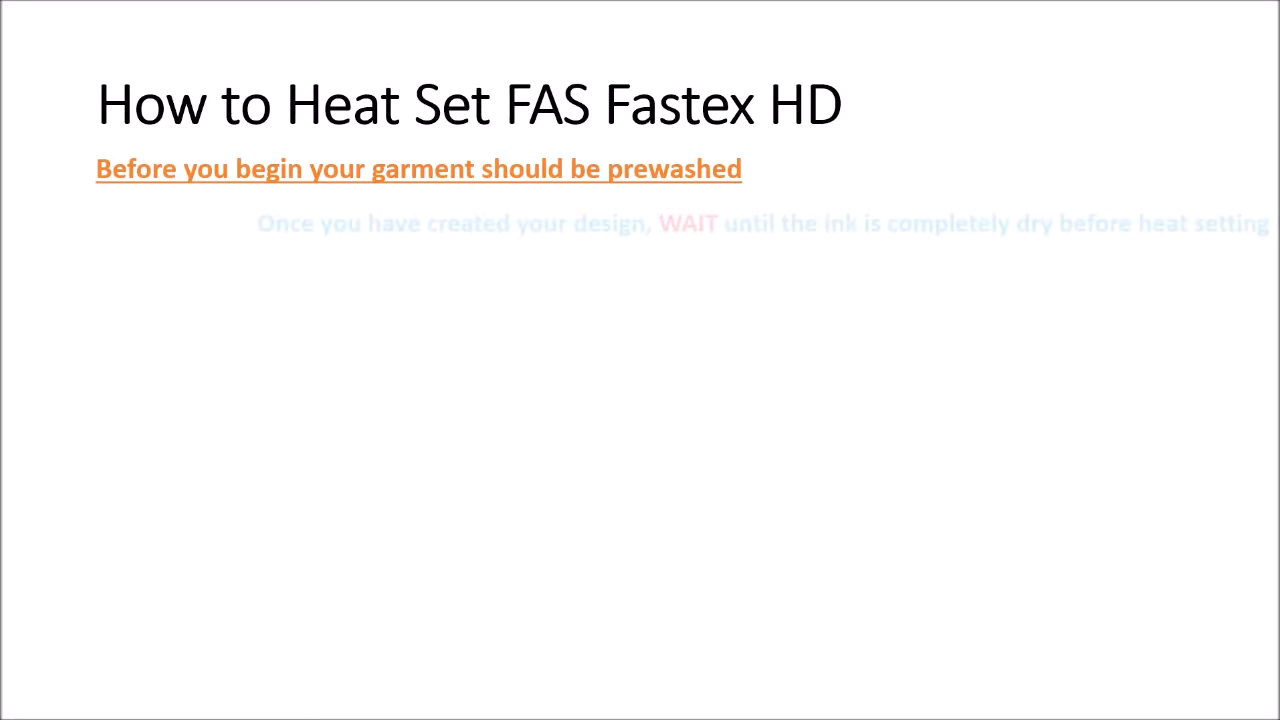 How to Heat Set FAS Fastex HD
Before you begin your garment should be prewashed
Once you have created your design, WAIT until the ink is completely dry before heat setting